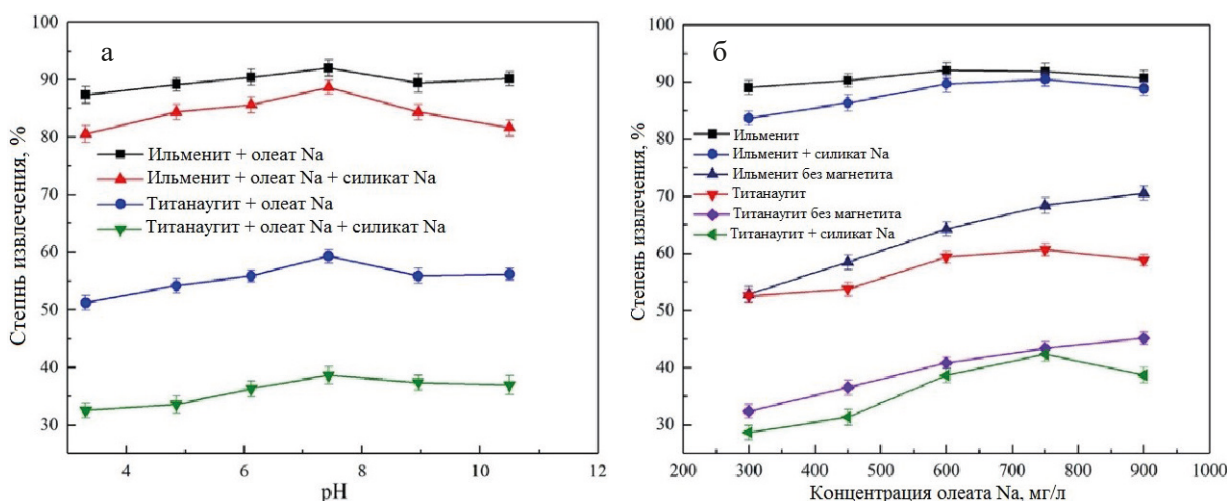 а
Степнь извлечения, %
100
90
80
70
60
50
40
30
Ильменит + олеат Na
Ильменит + олеат Na + силикат Na
Титанаугит + олеат Na
Титанаугит + олеат Na + силикат Na
4
6
8
10
12
pH
б
Степень извлечения, %
100
90
80
70
60
50
40
30
Ильменит
Ильменит + силикат Na
Ильменит без магнетита
Титанаугит
Титанаугит без магнетита
Титанаугит + силикат Na
200
300
400
500
600
700
800
900
1000
Концентрация олеата Na, мг/л